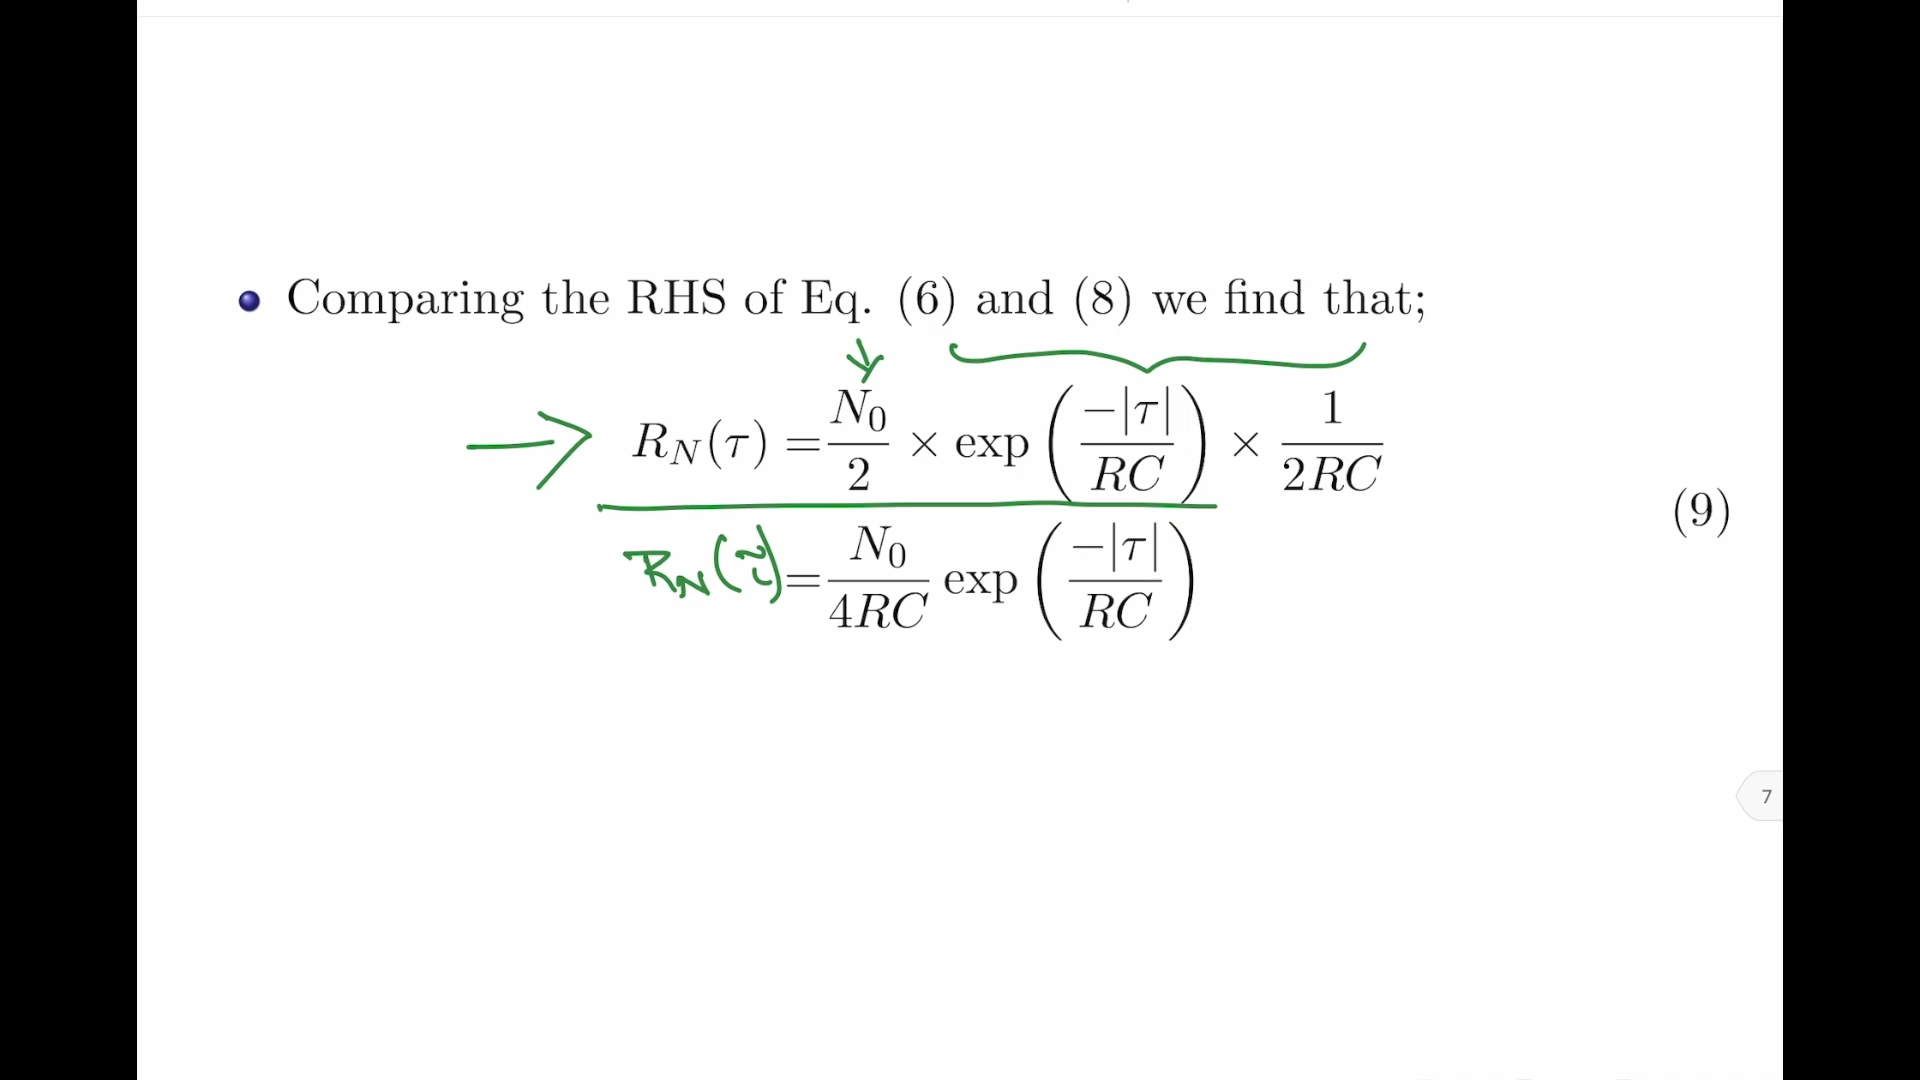 Comparing the RHS of Eq. (6) and (8) we find that;
R_N(τ) = N_0/2 × exp(−|τ|/RC) × 1/2RC
(9)
R_N(τ) = N_0/4RC exp(−|τ|/RC)
7